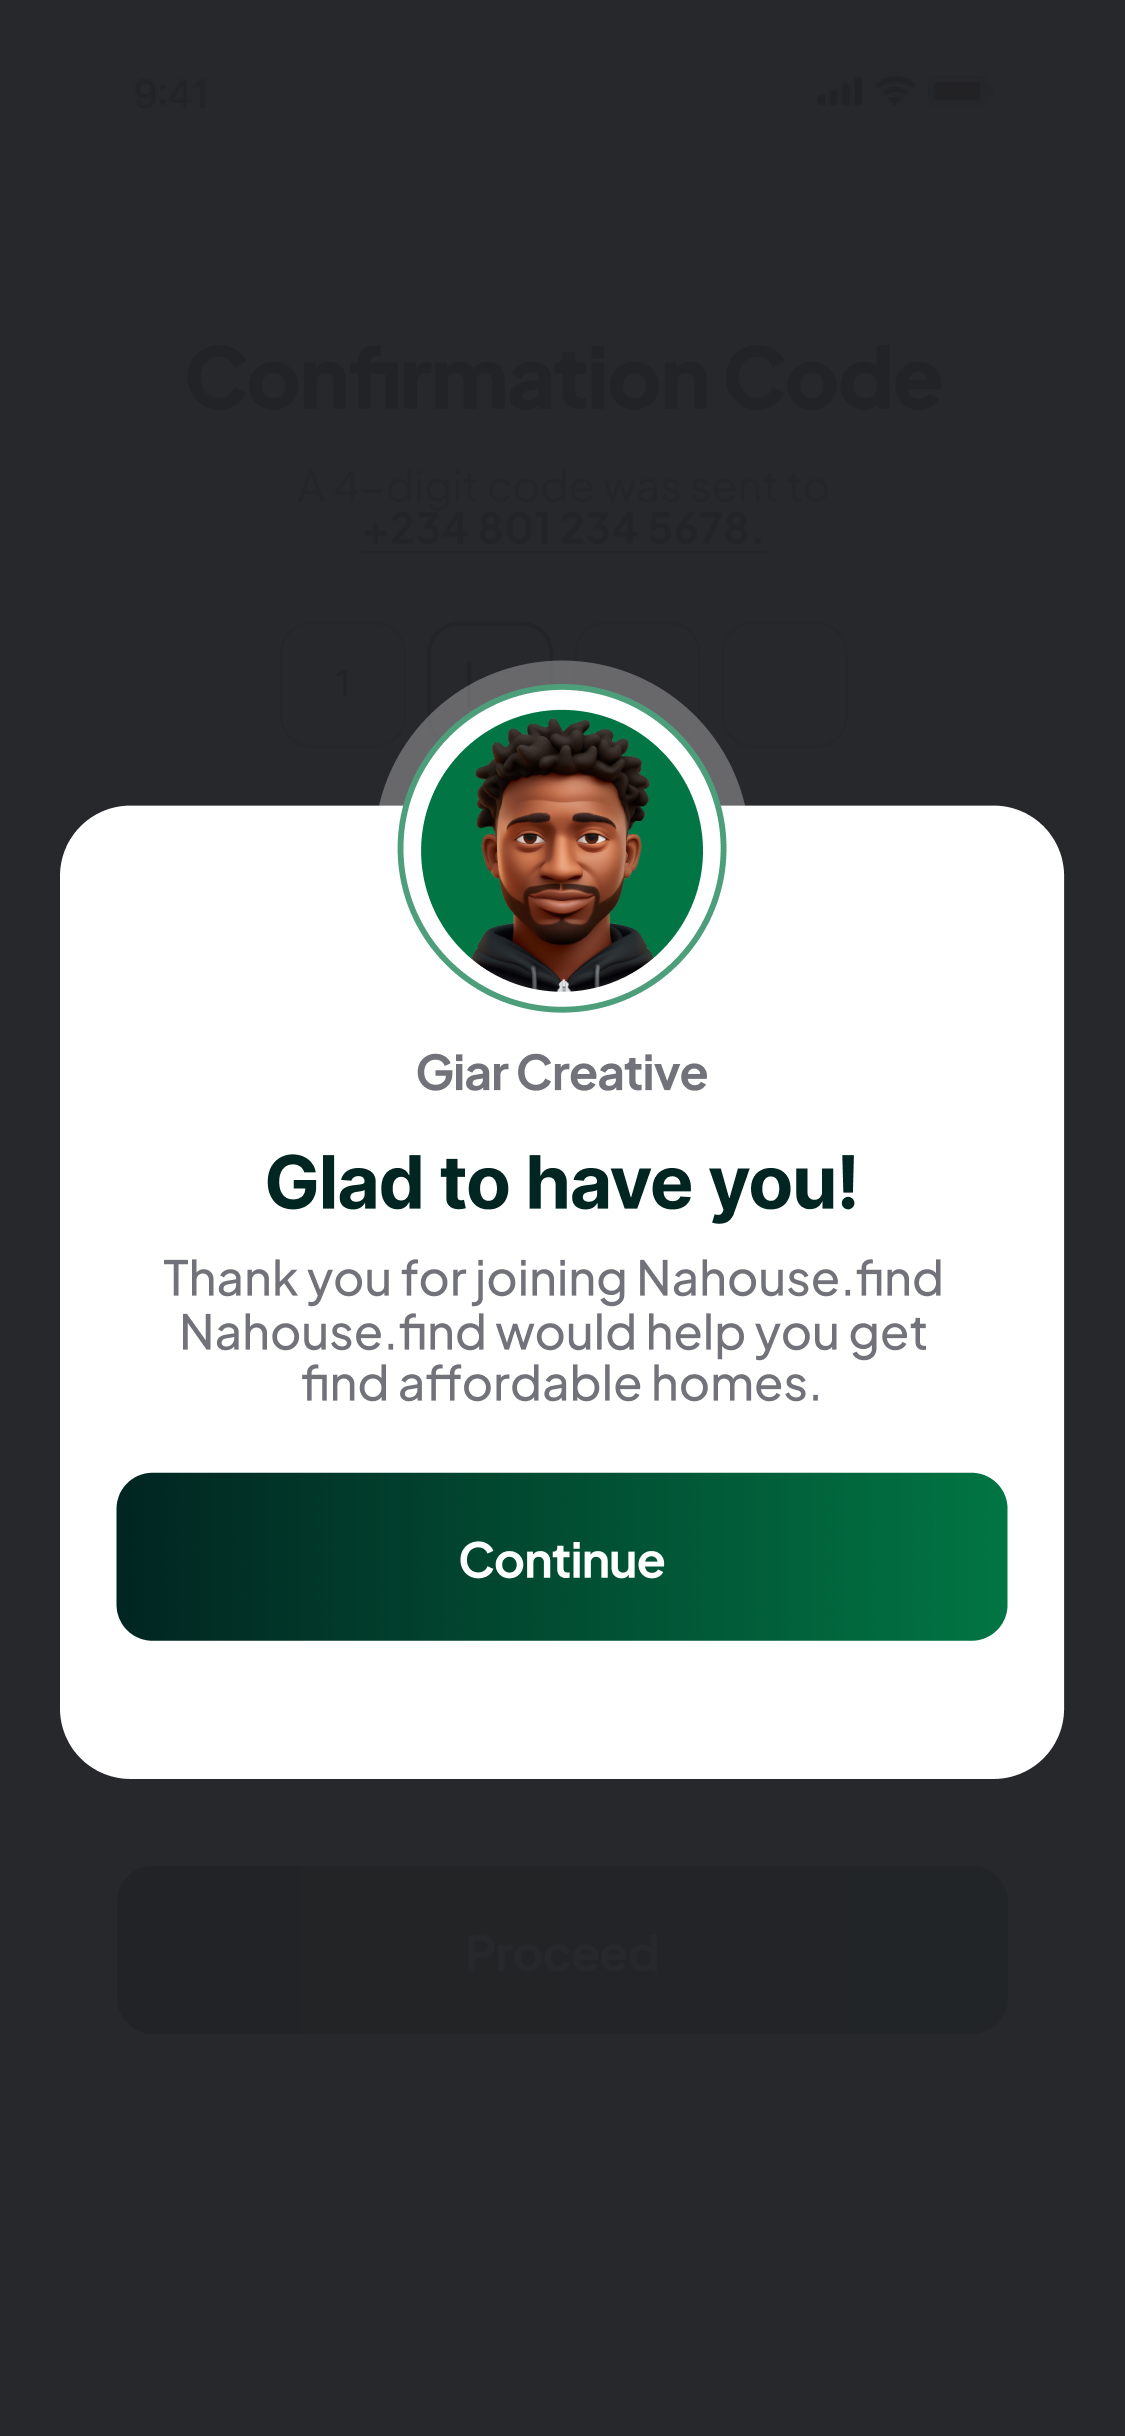 9:41
Confirmation Code
A 4-digit code was sent to
+234 801 234 5678.
1
Giar Creative
Glad to have you!
Thank you for joining Nahouse.find
Nahouse.find would help you get
find affordable homes.
Continue
Proceed